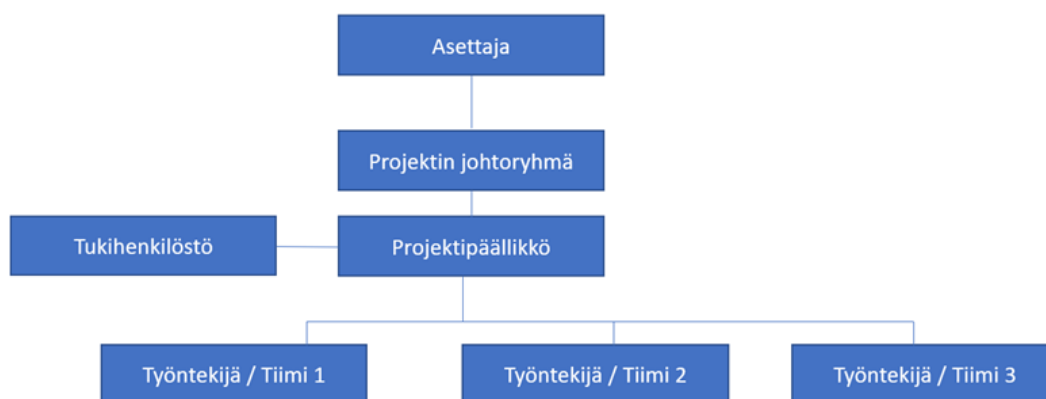 Asettaja
Projektin johtoryhmä
Tukihenkilöstö
Projektipäällikkö
Työntekijä / Tiimi 1
Työntekijä / Tiimi 2
Työntekijä / Tiimi 3